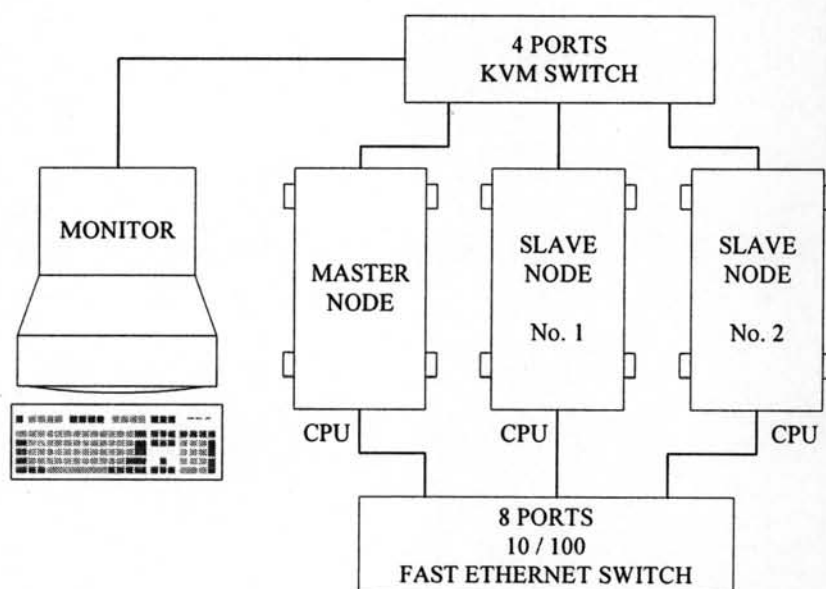 4 PORTS
KVM SWITCH
MONITOR
MASTER
NODE
SLAVE
NODE
No. 1
SLAVE
NODE
No. 2
CPU
CPU
CPU
8 PORTS
10 / 100
FAST ETHERNET SWITCH